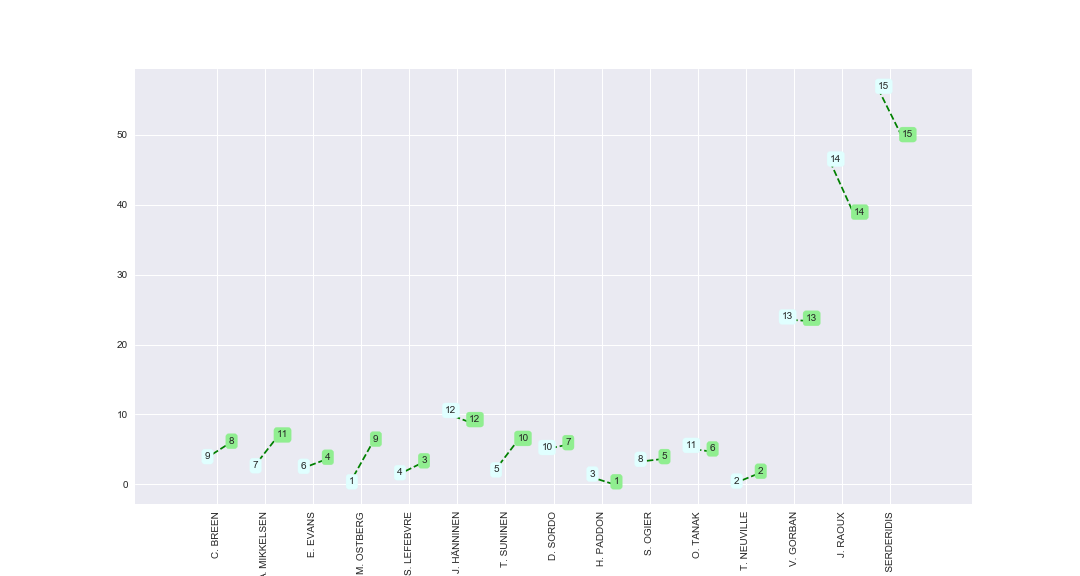 50
40
30
20
10
0
9 8
7 11
6 4
1 9
4 3
12 12
5 10
10 7
3 1
8 5
11 6
2 2
13 13
14 14
15 15
C. BREEN
. MIKKELSEN
E. EVANS
M. OSTBERG
S. LEFEBVRE
J. HÄNNINEN
T. SUNINEN
D. SORDO
H. PADDON
S. OGIER
O. TANAK
T. NEUVILLE
V. GORBAN
J. RAOUX
SERDERIDIS